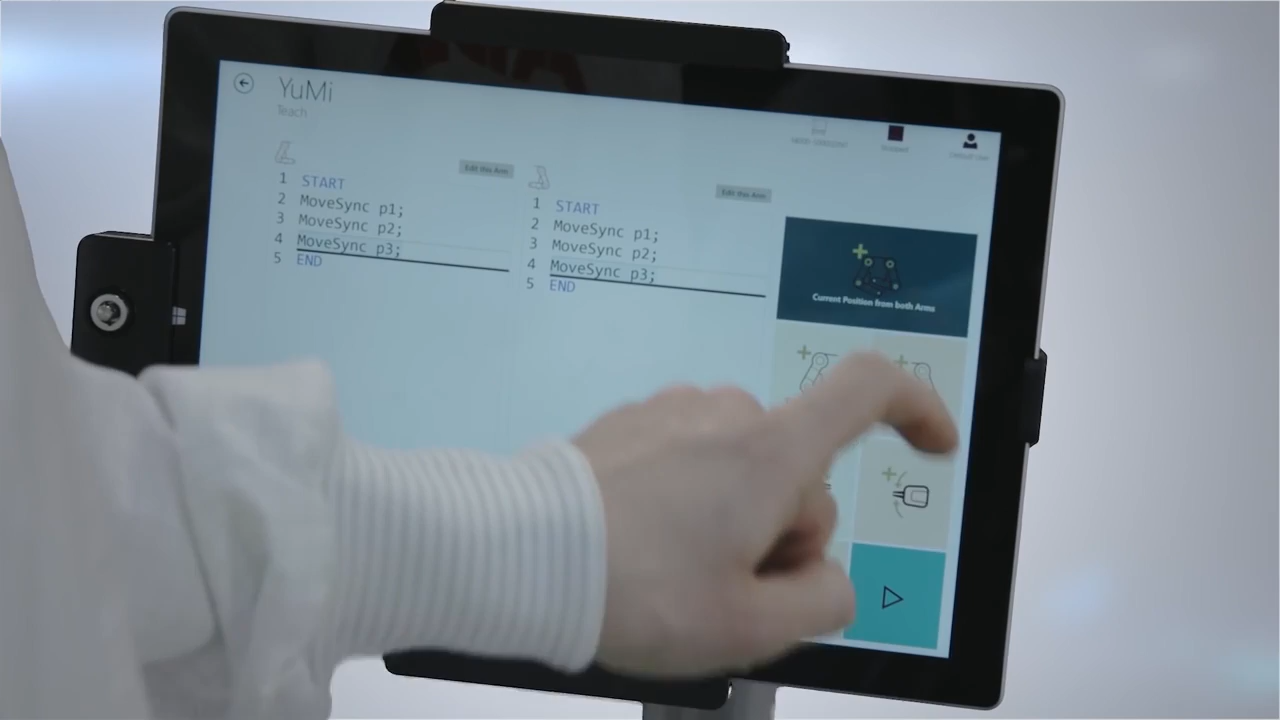 YuMi
Teach
Edit this Arm
1 START
2 MoveSync p1;
3 MoveSync p2;
4 MoveSync p3;
5 END
Edit this Arm
1 START
2 MoveSync p1;
3 MoveSync p2;
4 MoveSync p3;
5 END
Current Position from both Arms